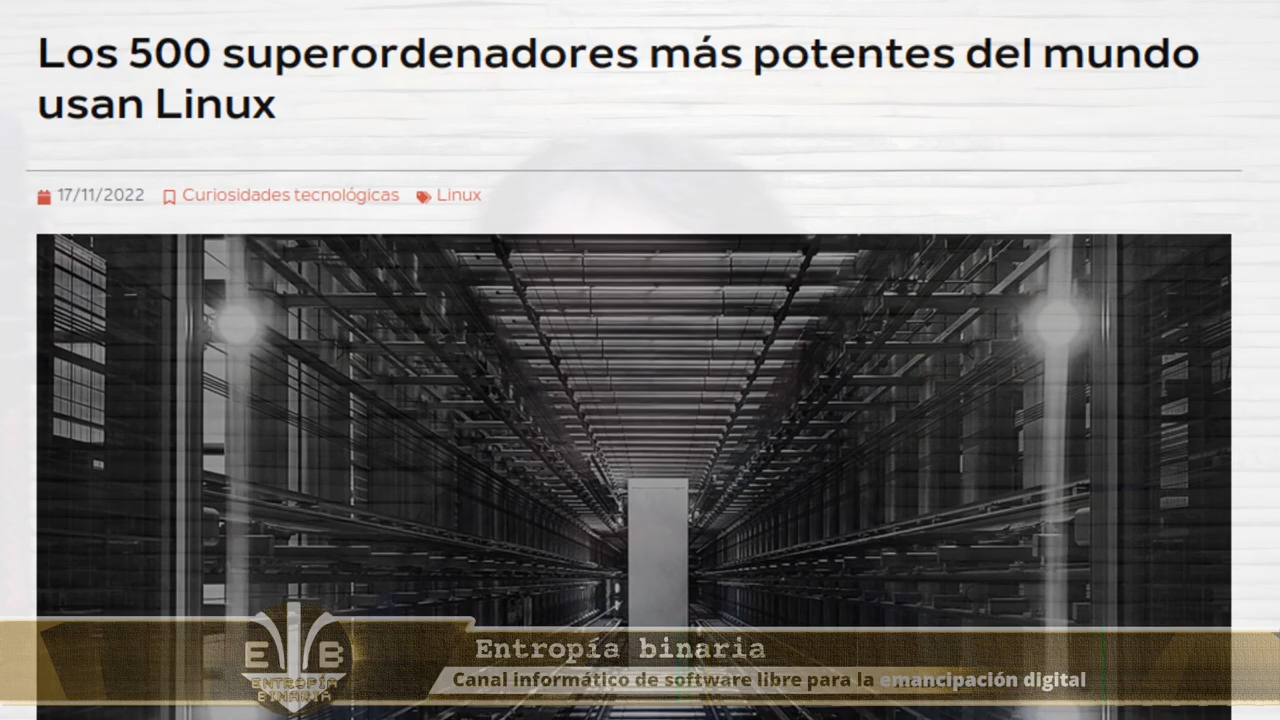 Los 500 superordenadores más potentes del mundo
usan Linux
17/11/2022 Curiosidades tecnológicas Linux
E B
ENTROPÍA
BINARIA
Entropía binaria
Canal informático de software libre para la emancipación digital